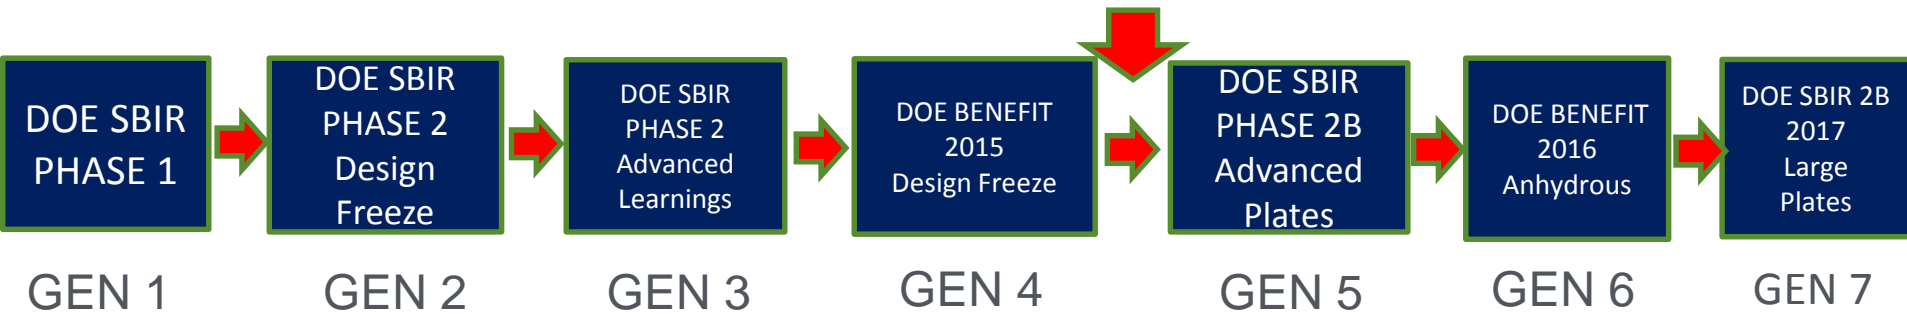 DOE SBIR
PHASE 1
DOE SBIR
PHASE 2
Design
Freeze
DOE SBIR
PHASE 2
Advanced
Learnings
DOE BENEFIT
2015
Design Freeze
DOE SBIR
PHASE 2B
Advanced
Plates
DOE BENEFIT
2016
Anhydrous
DOE SBIR 2B
2017
Large
Plates
GEN 1
GEN 2
GEN 3
GEN 4
GEN 5
GEN 6
GEN 7